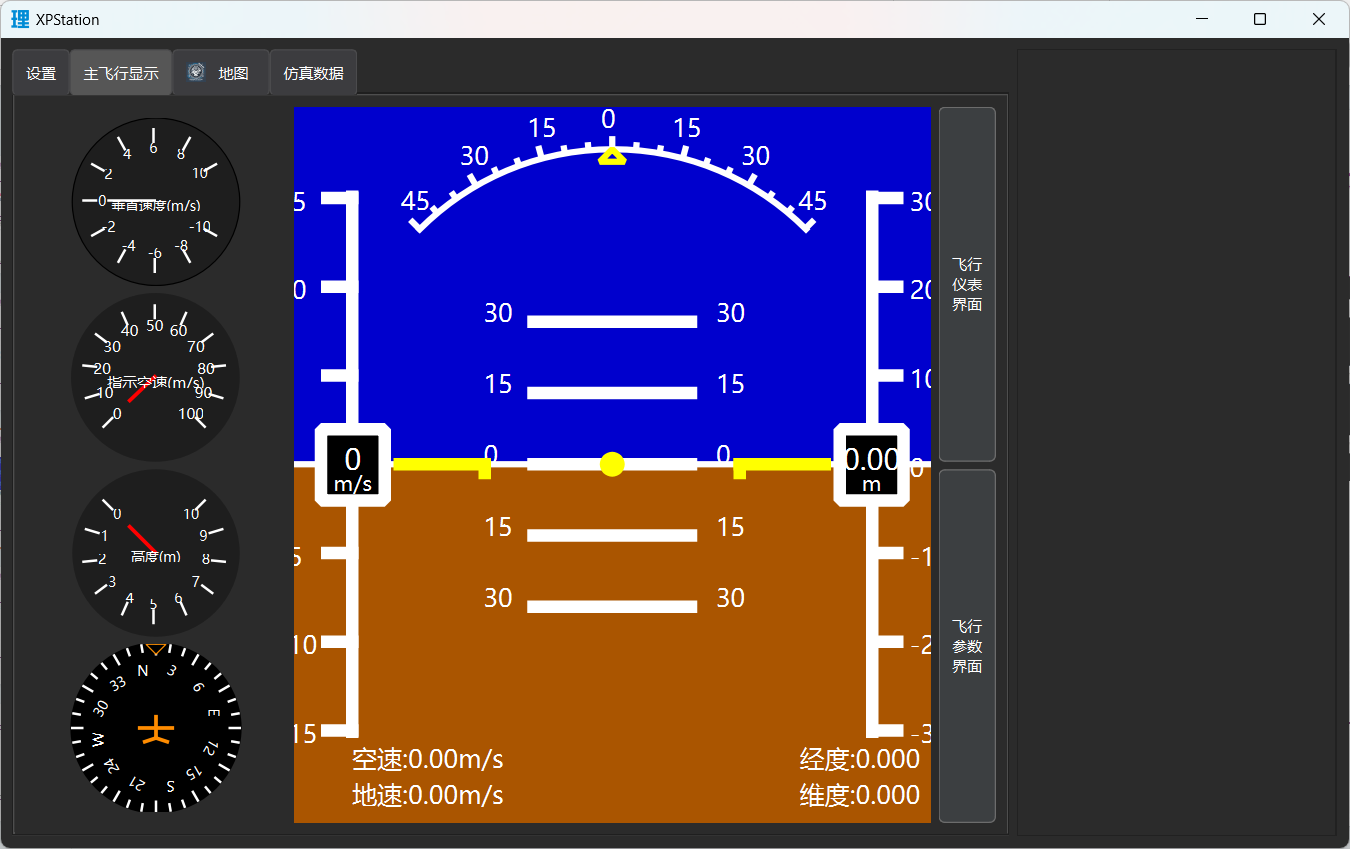 理 XPStation
设置 主飞行显示 地图 仿真数据
4 6 8
2 10
0 垂直速度(m/s)
-2 -10
-4 -6 -8
40 50 60
30 70
20 80
指示空速(m/s)
10 90
0 100
0 10
1 9
高度(m)
2 8
3 7
4 5 6
N 3
33 6
30 E
W 12
24 15
21 S
0
15 15
30 30
45 45
5 30
0 20
10
30 30
15 15
0 0
0
m/s
0.00
m
0
15 15
30 30
5 -1
10 -2
15 -3
空速:0.00m/s 经度:0.000
地速:0.00m/s 维度:0.000
飞行
仪表
界面
飞行
参数
界面